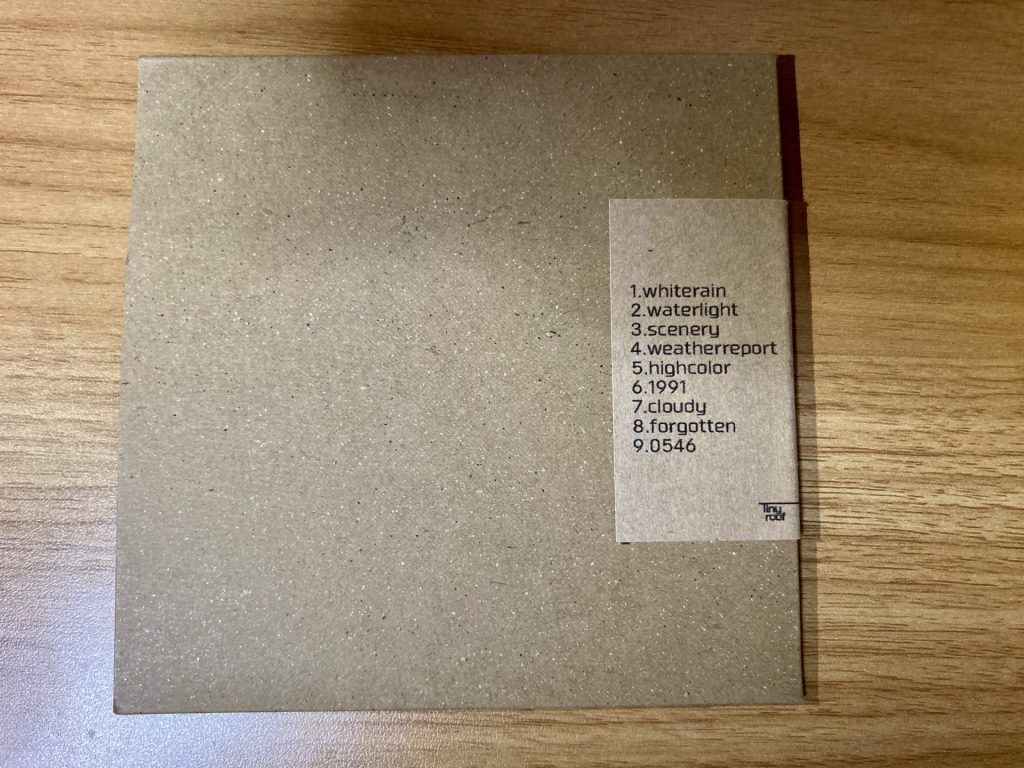 1.whiterain
2.waterlight
3.scenery
4.weatherreport
5.highcolor
6.1991
7.cloudy
8.forgotten
9.0546
Tiny
roof